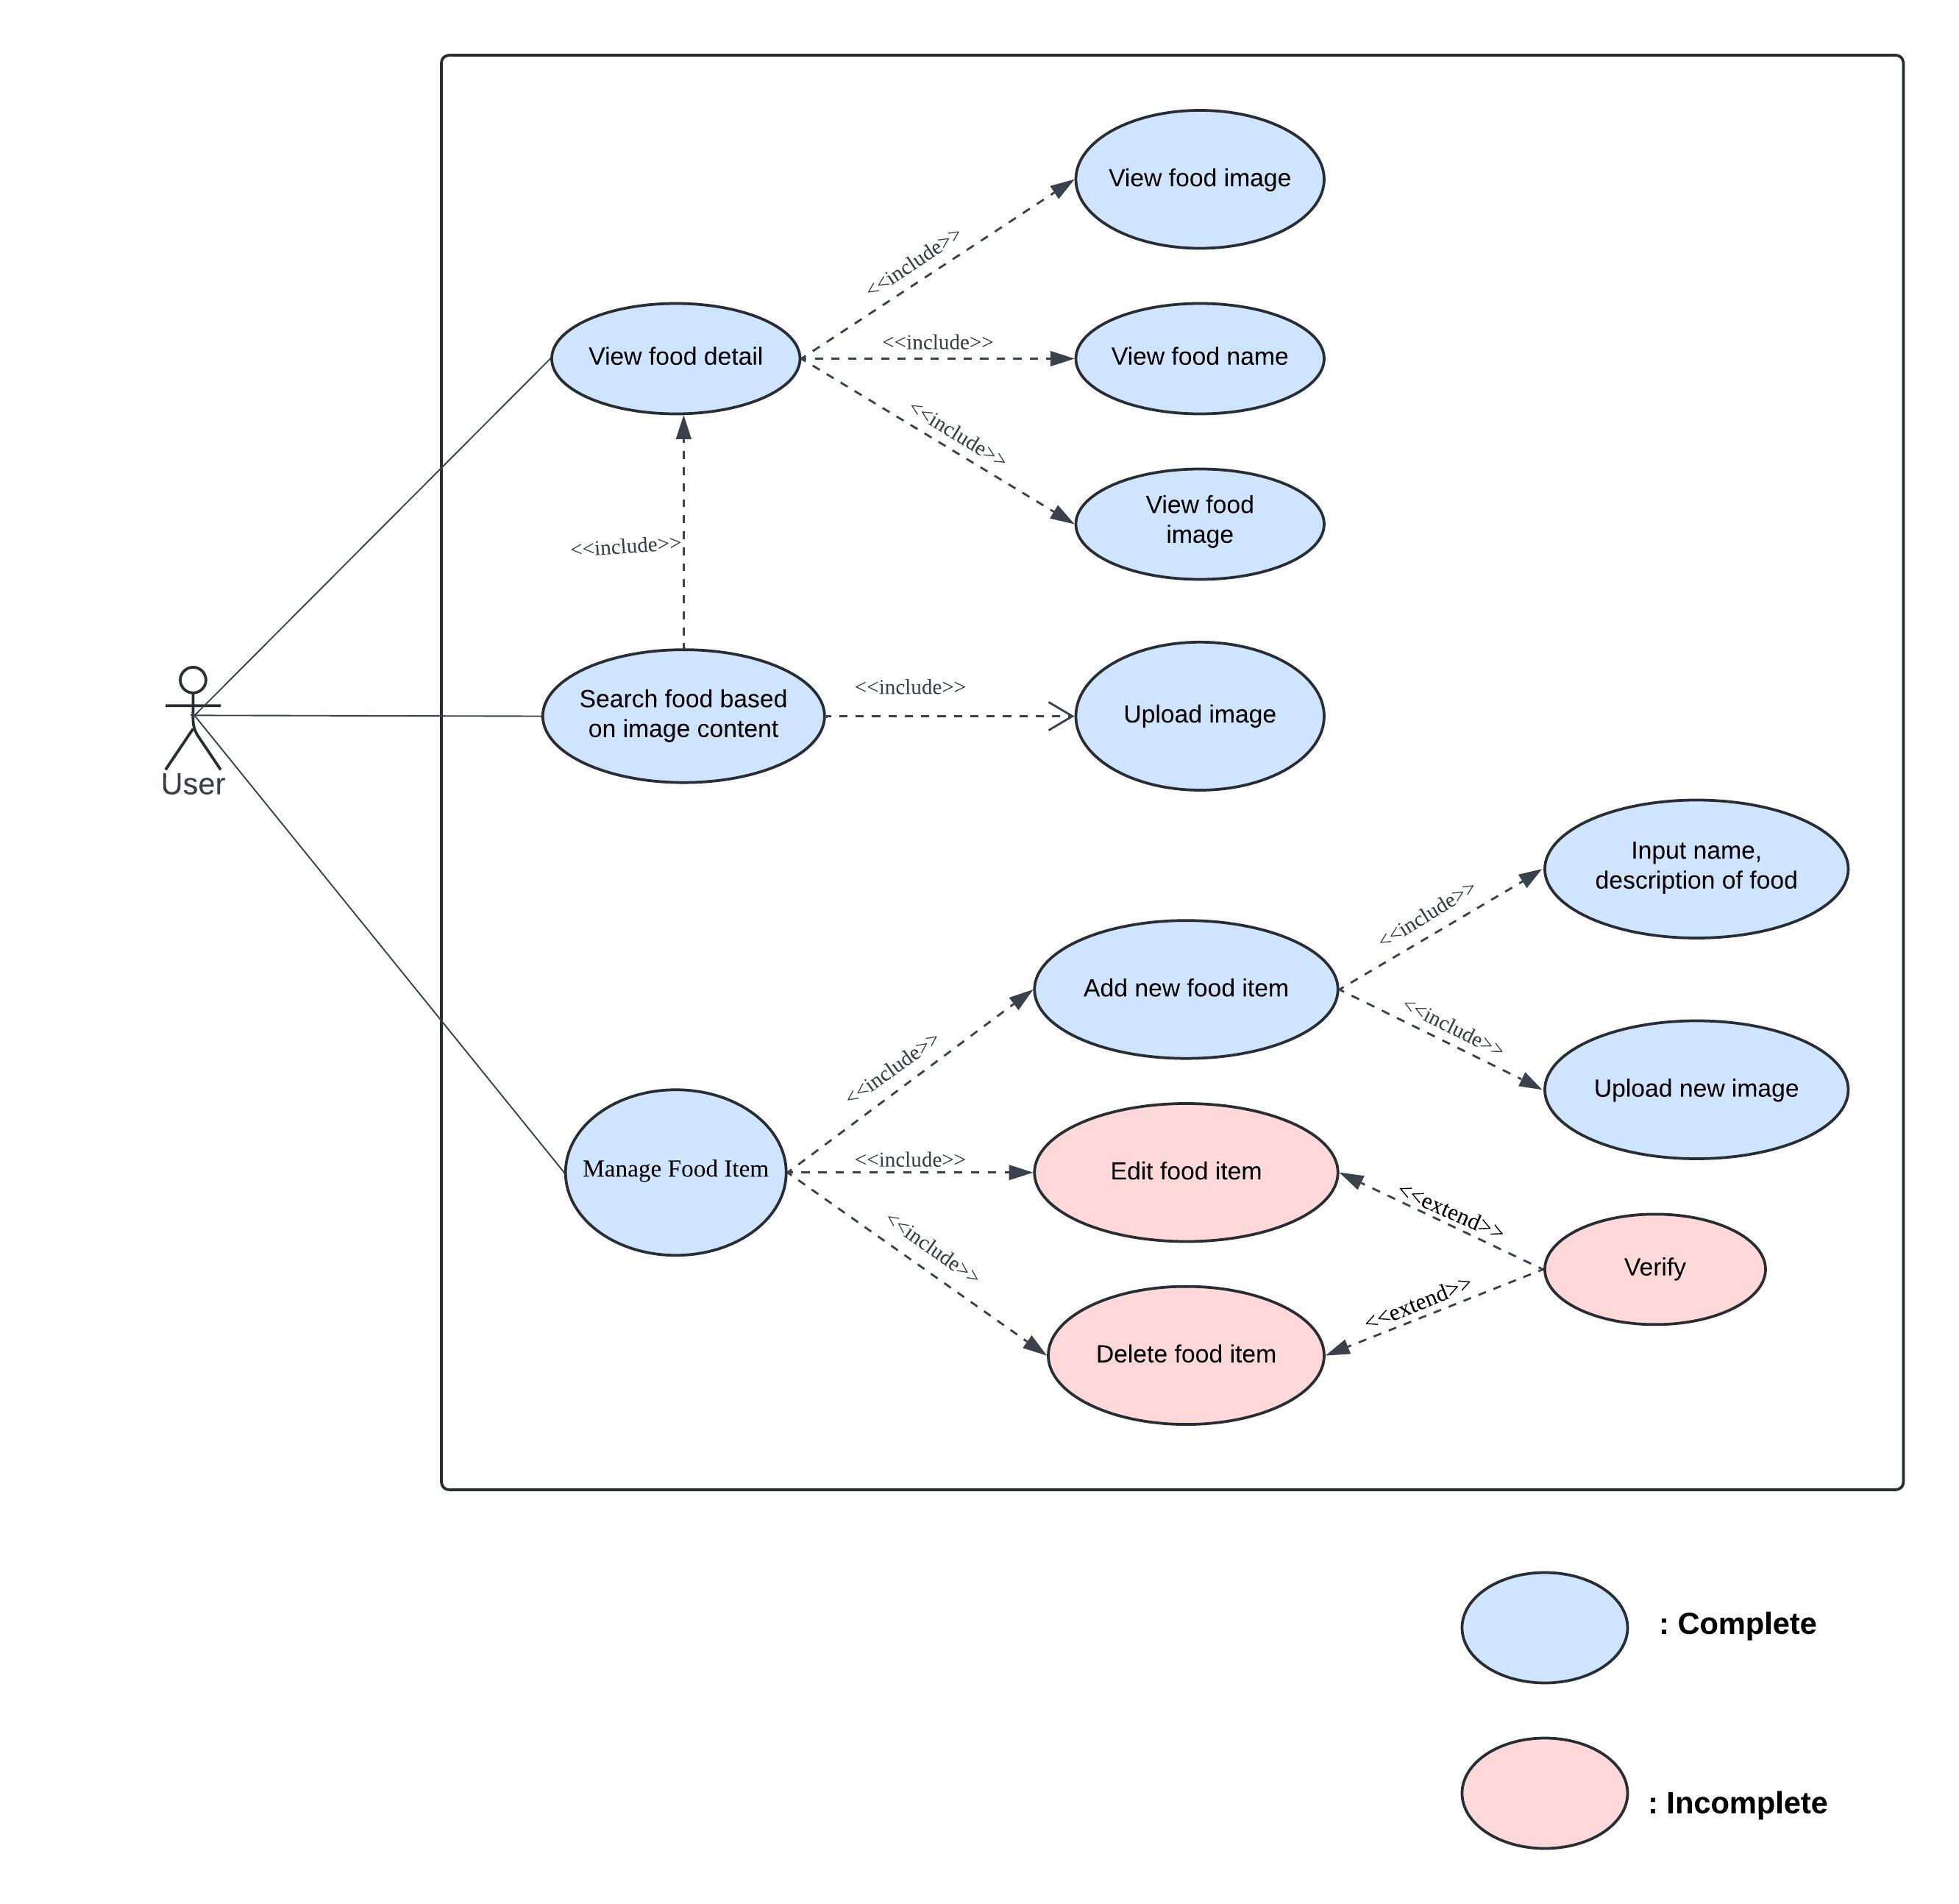 View food image
<<include>>
<<include>>
View food detail
View food name
<<include>>
View food
image
<<include>>
<<include>>
Search food based
on image content
Upload image
User
Input name,
description of food
<<include>>
Add new food item
<<include>>
<<include>>
Upload new image
Manage Food Item
<<include>>
Edit food item
<<extend>>
<<include>>
Verify
<<extend>>
Delete food item
: Complete
: Incomplete